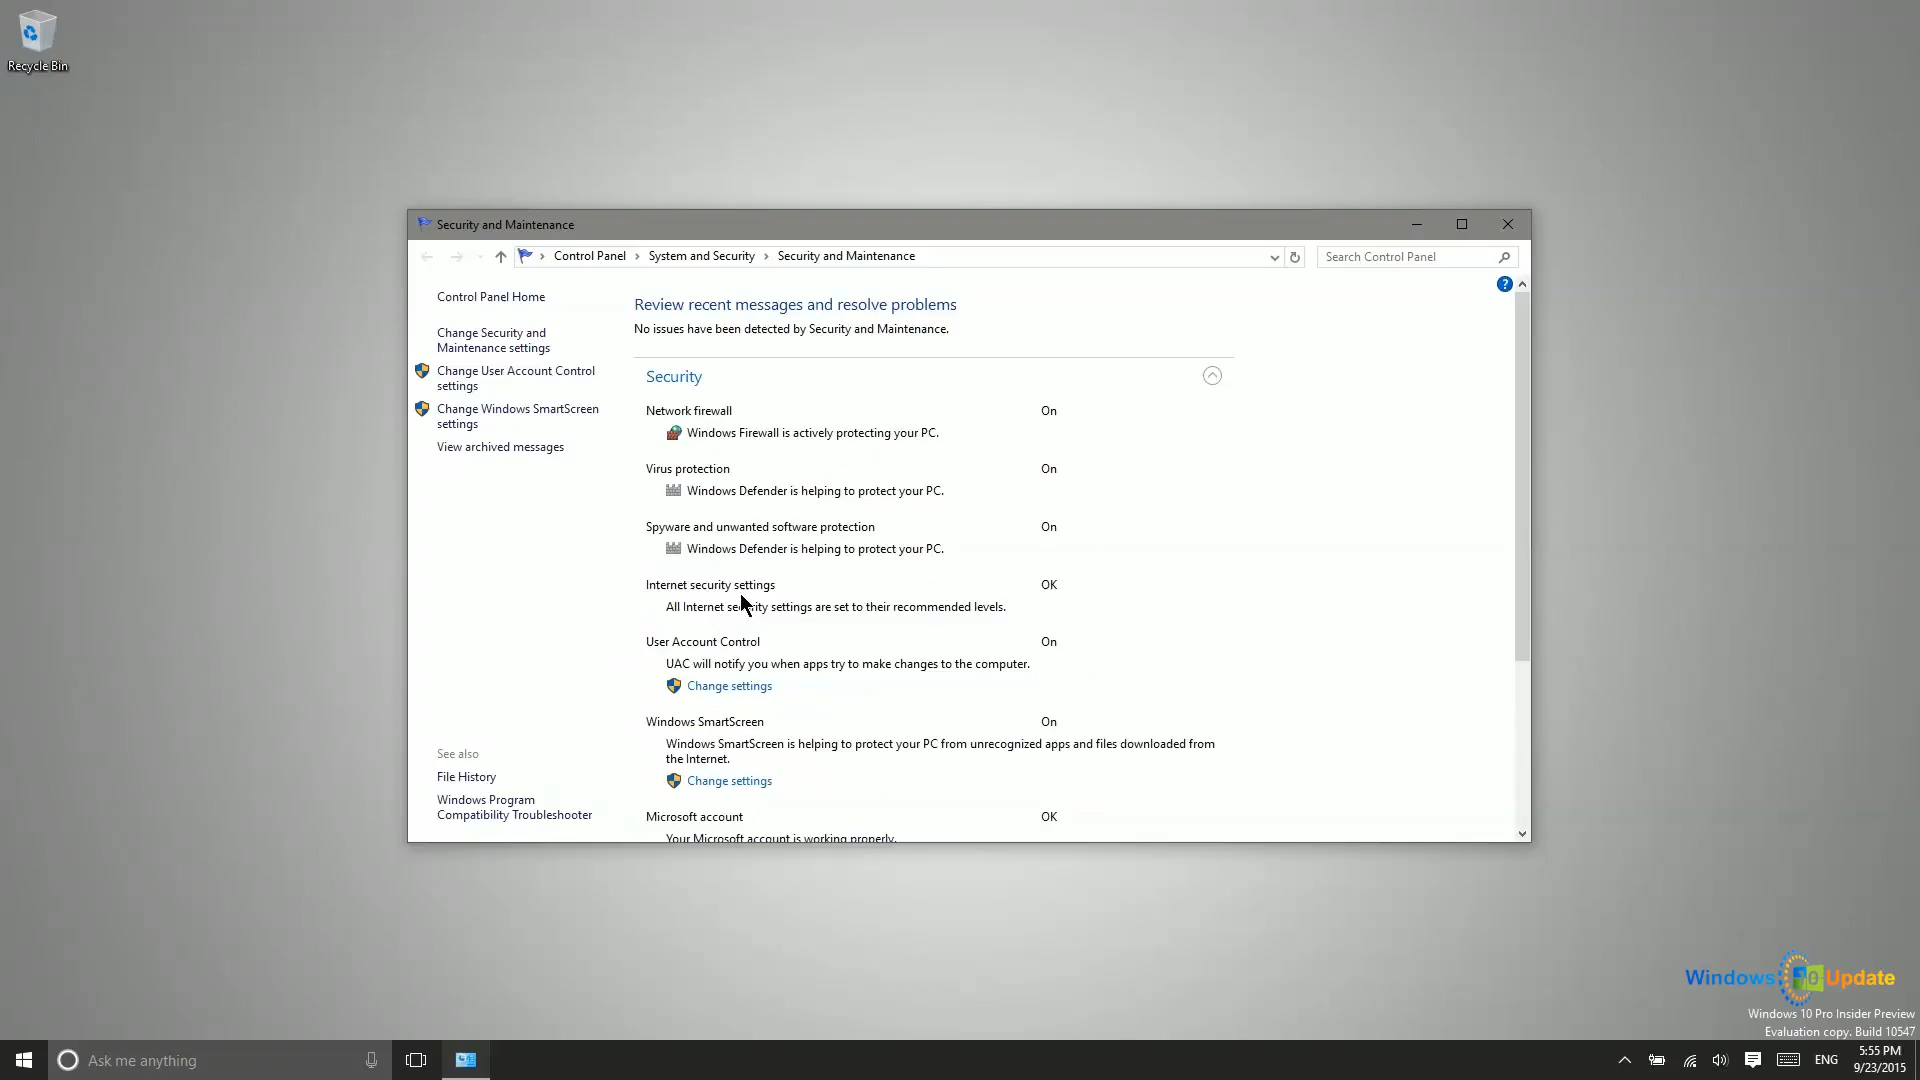 Recycle Bin
Security and Maintenance
Control Panel
System and Security
Security and Maintenance
Search Control Panel
Control Panel Home
Change Security and
Maintenance settings
Change User Account Control
settings
Change Windows SmartScreen
settings
View archived messages
See also
File History
Windows Program
Compatibility Troubleshooter
?
Review recent messages and resolve problems
No issues have been detected by Security and Maintenance.
Security
Network firewall On
Windows Firewall is actively protecting your PC.
Virus protection On
Windows Defender is helping to protect your PC.
Spyware and unwanted software protection On
Windows Defender is helping to protect your PC.
Internet security settings OK
All Internet security settings are set to their recommended levels.
User Account Control On
UAC will notify you when apps try to make changes to the computer.
Change settings
Windows SmartScreen On
Windows SmartScreen is helping to protect your PC from unrecognized apps and files downloaded from
the Internet.
Change settings
Microsoft account OK
Your Microsoft account is working properly.
Windows 10 Update
Windows 10 Pro Insider Preview
Evaluation copy. Build 10547
Ask me anything
ENG
5:55 PM
9/23/2015